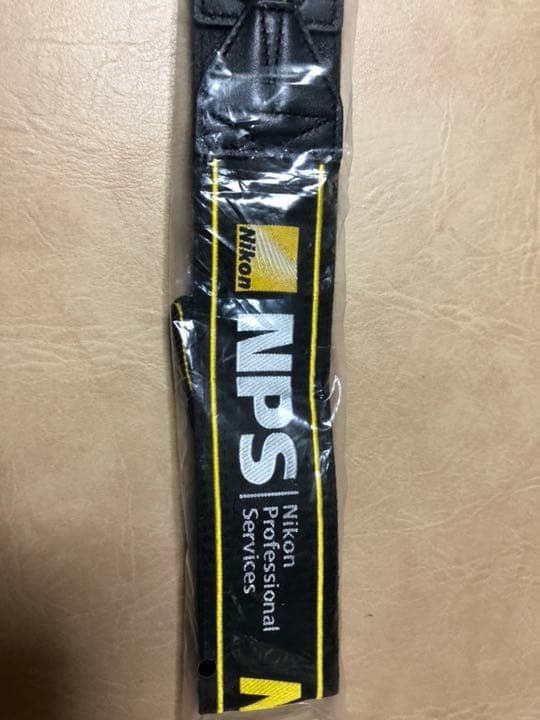 Nikon
NPS
Nikon
Professional
Services